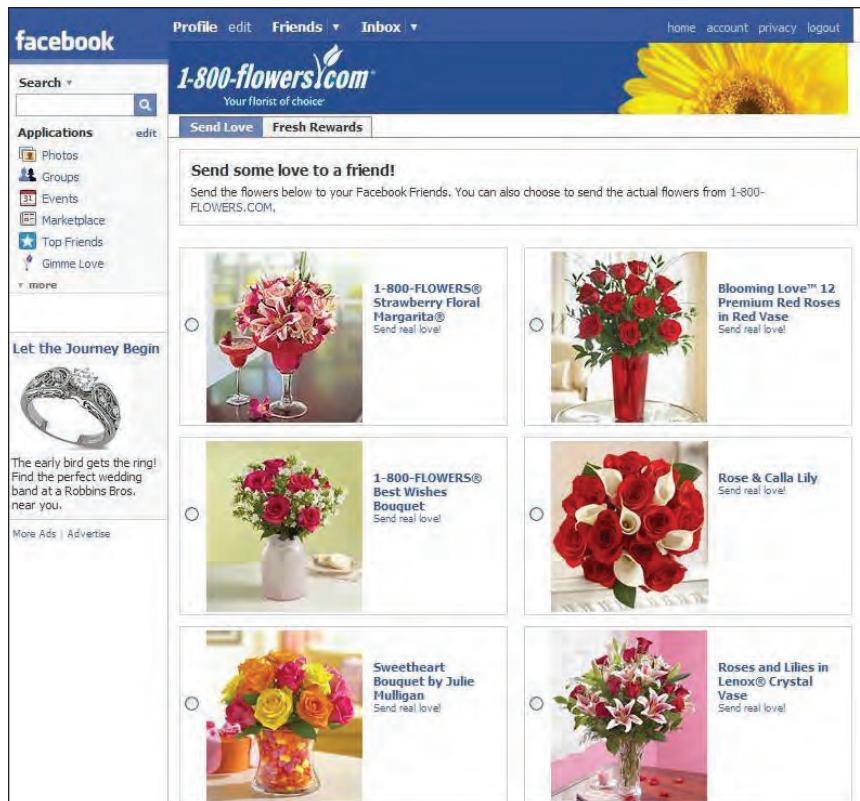 facebook
Profile edit Friends ▾ Inbox ▾
home account privacy logout
Search ▾
Applications edit
Photos
Groups
31 Events
Marketplace
Top Friends
Gimme Love
▾ more
Let the Journey Begin
The early bird gets the ring!
Find the perfect wedding
band at a Robbins Bros.
near you.
More Ads | Advertise
1-800-flowers.com®
Your florist of choice
Send Love Fresh Rewards
Send some love to a friend!
Send the flowers below to your Facebook Friends. You can also choose to send the actual flowers from 1-800-
FLOWERS.COM.
1-800-FLOWERS®
Strawberry Floral
Margarita®
Send real love!
Blooming Love™ 12
Premium Red Roses
in Red Vase
Send real love!
1-800-FLOWERS®
Best Wishes
Bouquet
Send real love!
Rose & Calla Lily
Send real love!
Sweetheart
Bouquet by Julie
Mulligan
Send real love!
Roses and Lilies in
Lenox® Crystal
Vase
Send real love!